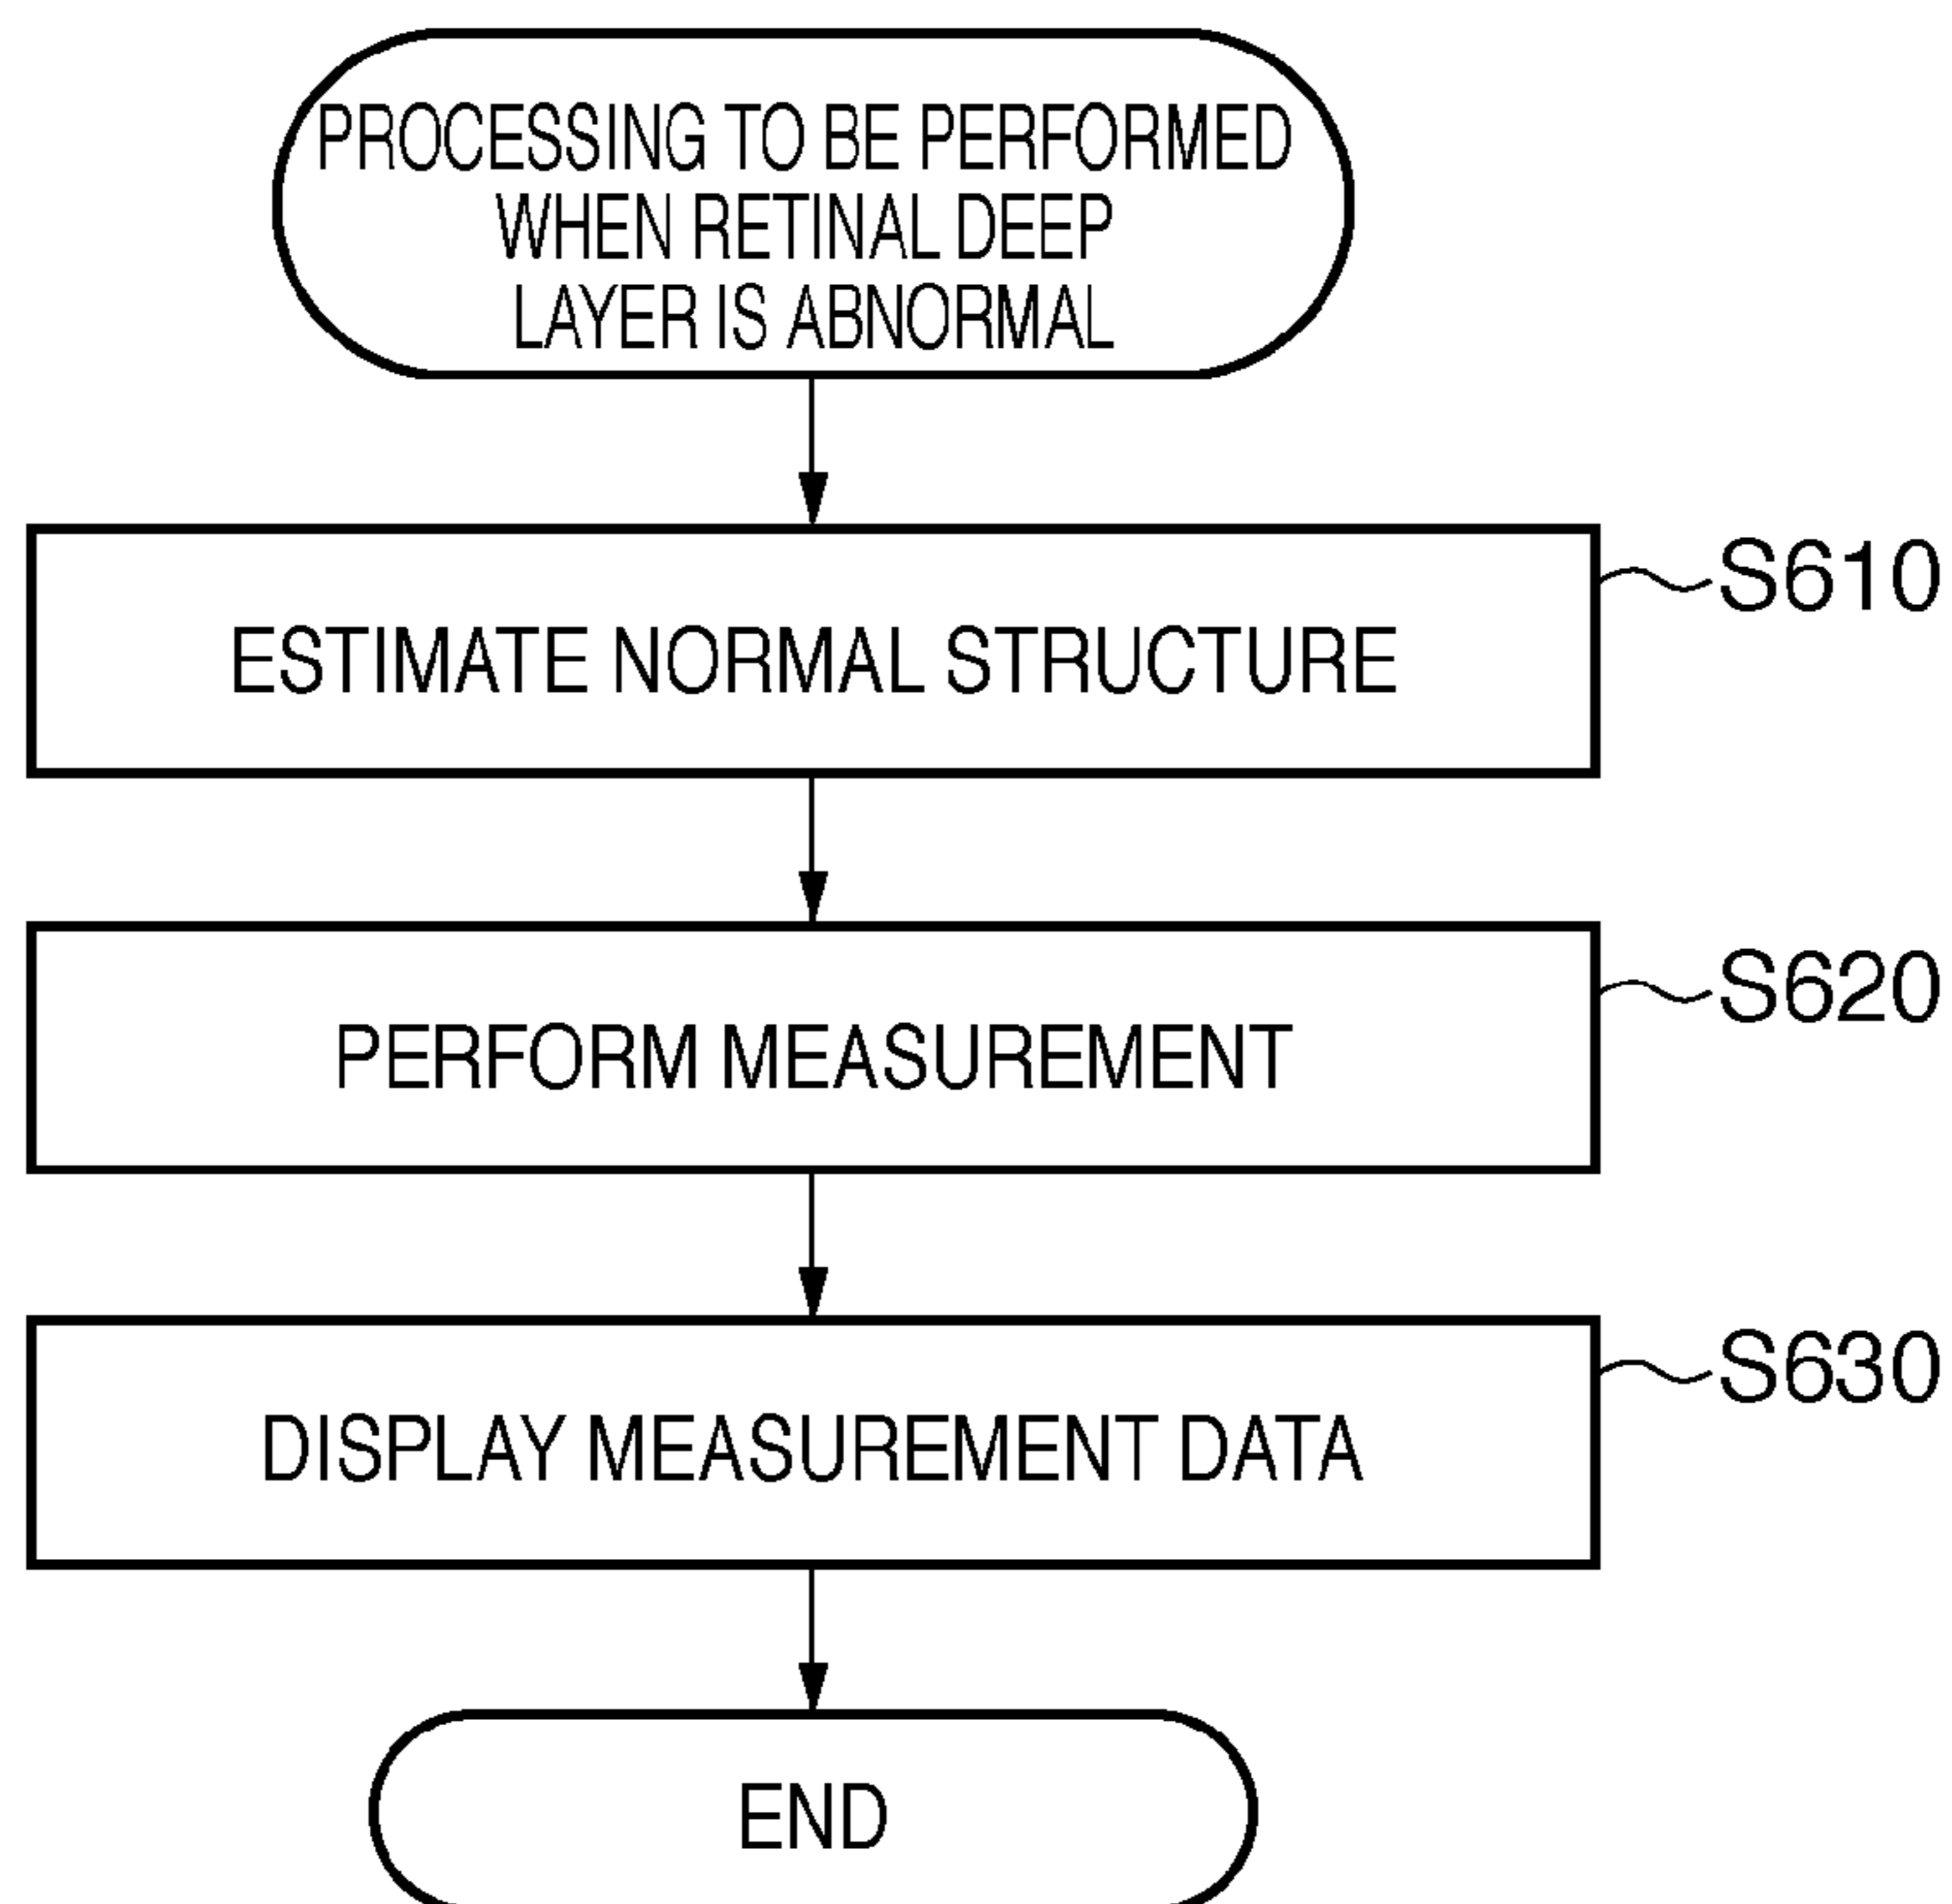 PROCESSING TO BE PERFORMED
WHEN RETINAL DEEP
LAYER IS ABNORMAL
S610
ESTIMATE NORMAL STRUCTURE
S620
PERFORM MEASUREMENT
S630
DISPLAY MEASUREMENT DATA
END